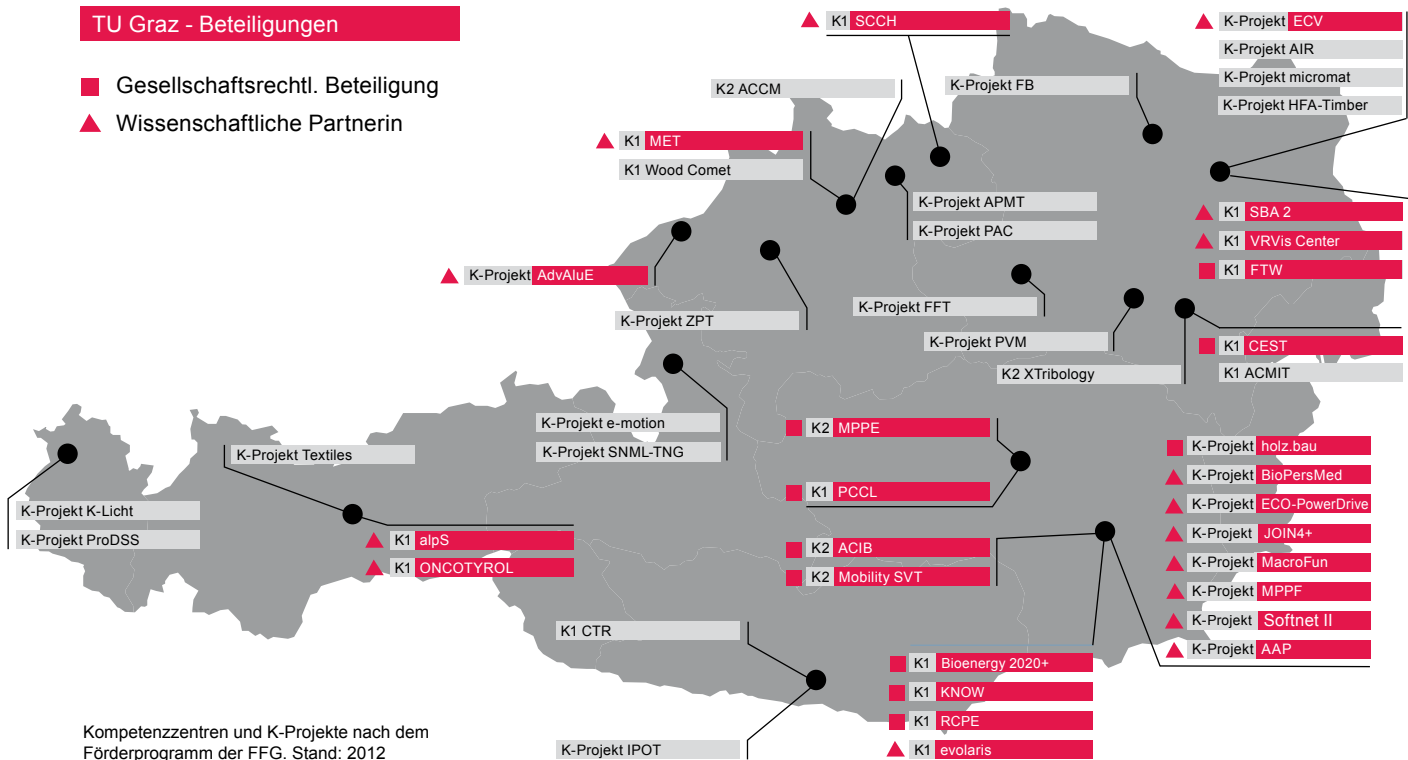 TU Graz - Beteiligungen
Gesellschaftsrechtl. Beteiligung
Wissenschaftliche Partnerin
K1 SCCH
K-Projekt ECV
K-Projekt AIR
K-Projekt micromat
K-Projekt HFA-Timber
K2 ACCM
K-Projekt FB
K1 MET
K1 Wood Comet
K-Projekt APMT
K-Projekt PAC
K1 SBA 2
K1 VRVis Center
K1 FTW
K-Projekt AdvAluE
K-Projekt ZPT
K-Projekt FFT
K-Projekt PVM
K2 XTribology
K1 CEST
K1 ACMIT
K-Projekt e-motion
K-Projekt SNML-TNG
K-Projekt Textiles
K-Projekt K-Licht
K-Projekt ProDSS
K1 alpS
K1 ONCOTYROL
K2 MPPE
K1 PCCL
K2 ACIB
K2 Mobility SVT
K-Projekt holz.bau
K-Projekt BioPersMed
K-Projekt ECO-PowerDrive
K-Projekt JOIN4+
K-Projekt MacroFun
K-Projekt MPPF
K-Projekt Softnet II
K-Projekt AAP
K1 CTR
K-Projekt IPOT
K1 Bioenergy 2020+
K1 KNOW
K1 RCPE
K1 evolaris
Kompetenzzentren und K-Projekte nach dem
Förderprogramm der FFG. Stand: 2012